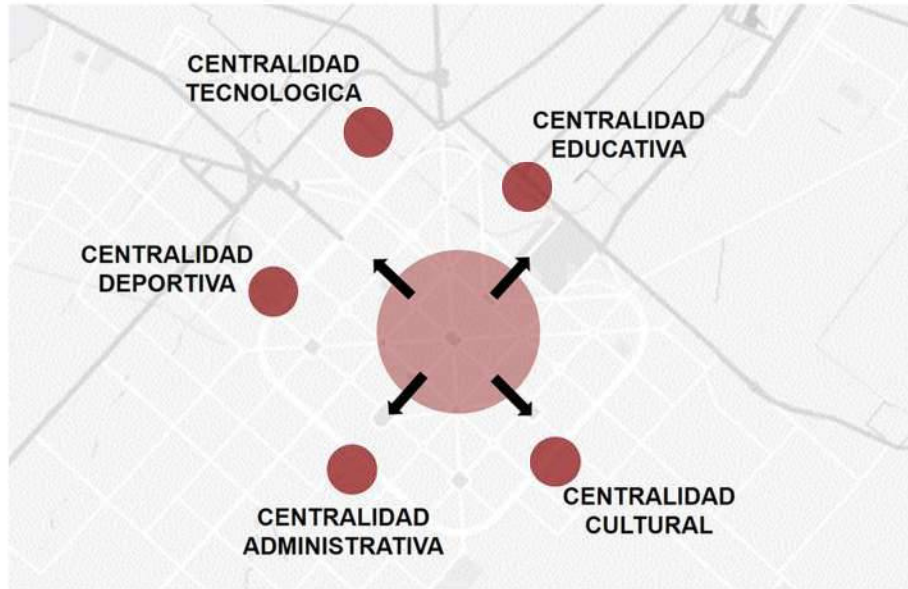 CENTRALIDAD
TECNOLOGICA
CENTRALIDAD
EDUCATIVA
CENTRALIDAD
DEPORTIVA
CENTRALIDAD
ADMINISTRATIVA
CENTRALIDAD
CULTURAL